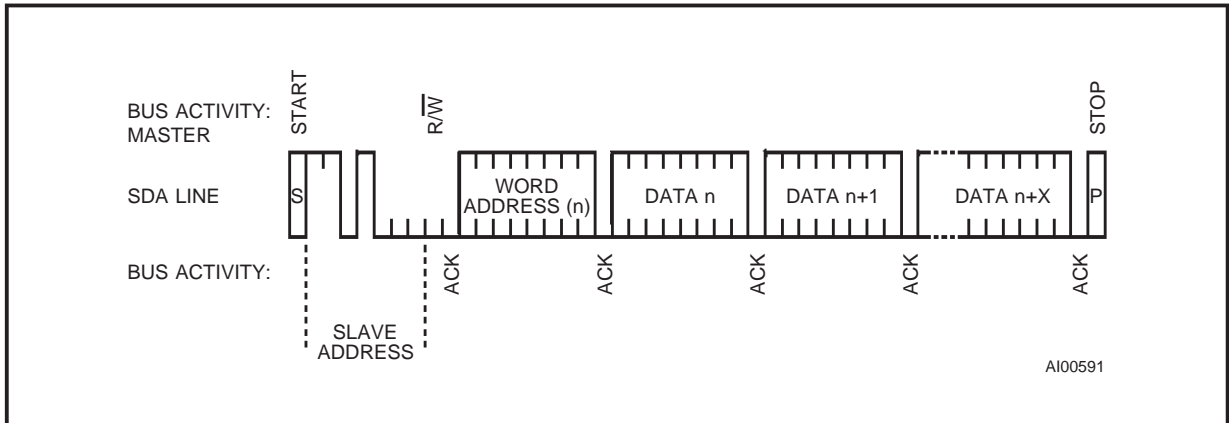 START
R/W
STOP
BUS ACTIVITY:
MASTER
SDA LINE
S
WORD
ADDRESS (n)
DATA n
DATA n+1
DATA n+X
P
BUS ACTIVITY:
ACK
ACK
ACK
ACK
ACK
SLAVE
ADDRESS
AI00591